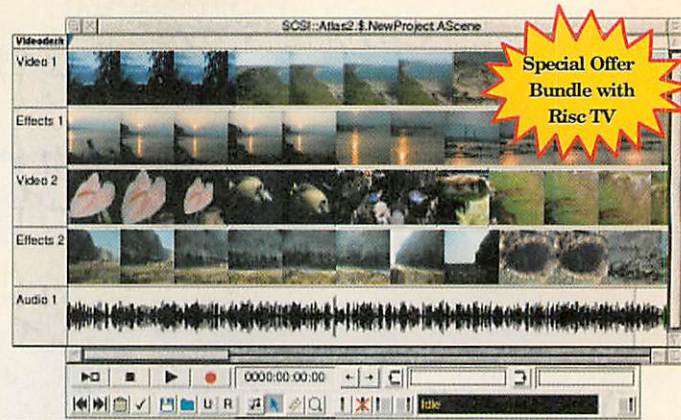 SCSI::Atlas2.$.NewProject.AScene
Videodesk
Video 1
Special Offer
Bundle with
Risc TV
Effects 1
Video 2
Effects 2
Audio 1
0000:00:00:00
U R
Idle